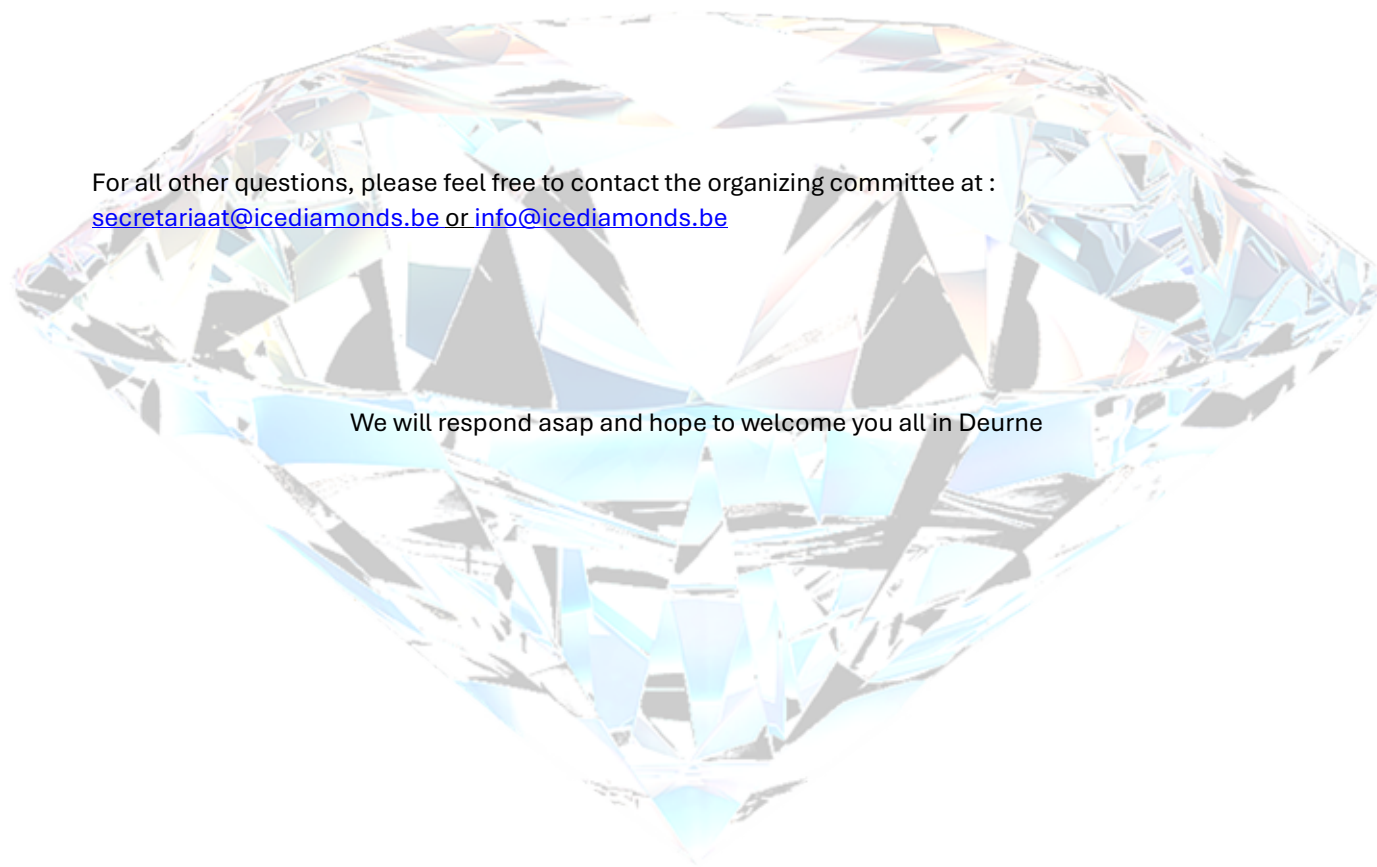 For all other questions, please feel free to contact the organizing committee at :
secretariaat@icediamonds.be or info@icediamonds.be
We will respond asap and hope to welcome you all in Deurne